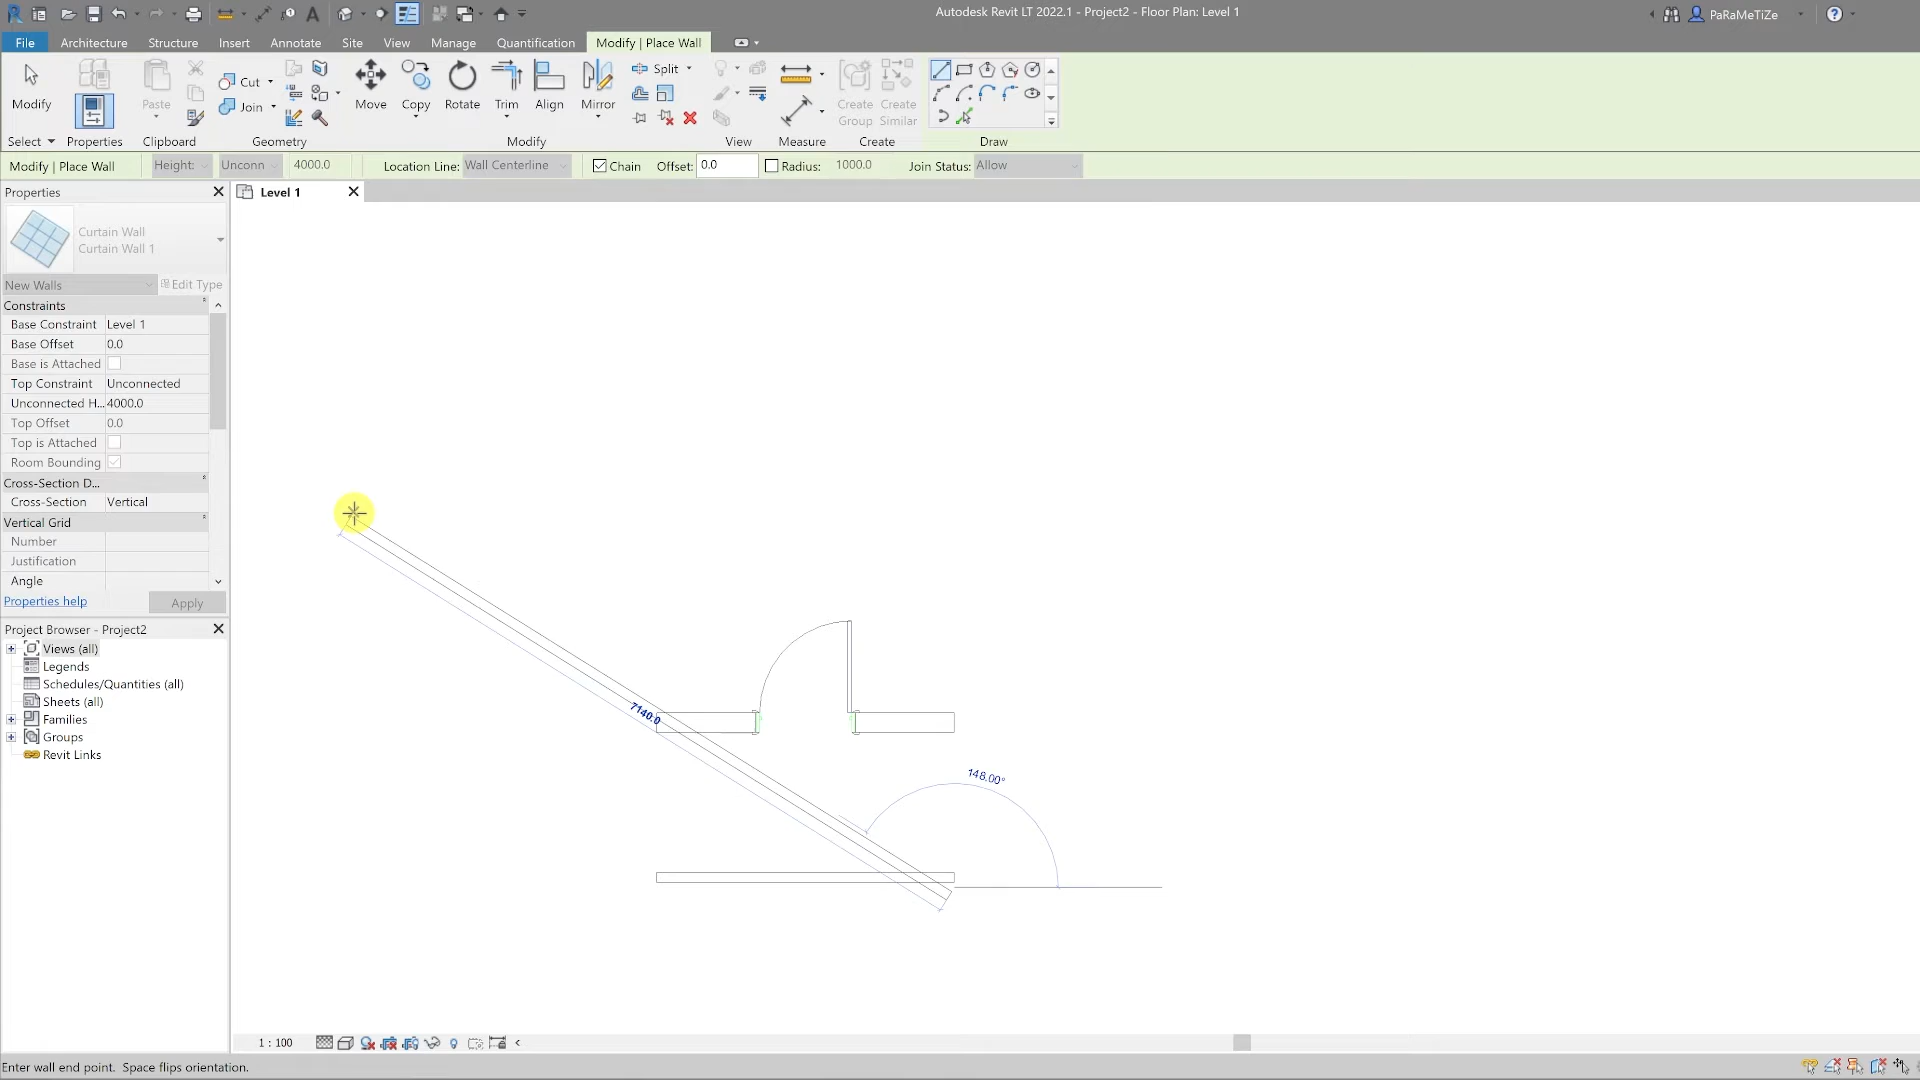 Autodesk Revit LT 2022.1 - Project2 - Floor Plan: Level 1
PaRaMeTiZe
File
Architecture
Structure
Insert
Annotate
Site
View
Manage
Quantification
Modify | Place Wall
Modify
Paste
Cut
Join
Move
Copy
Rotate
Trim
Align
Mirror
Split
Create Group
Create Similar
Select
Properties
Clipboard
Geometry
Modify
View
Measure
Create
Draw
Modify | Place Wall
Height:
Unconn
4000.0
Location Line:
Wall Centerline
Chain
Offset:
0.0
Radius:
1000.0
Join Status:
Allow
Properties
Level 1
Curtain Wall
Curtain Wall 1
New Walls
Edit Type
Constraints
Base Constraint Level 1
Base Offset 0.0
Base is Attached
Top Constraint Unconnected
Unconnected H... 4000.0
Top Offset 0.0
Top is Attached
Room Bounding
Cross-Section D...
Cross-Section Vertical
Vertical Grid
Number
Justification
Angle
Properties help
Apply
Project Browser - Project2
Views (all)
Legends
Schedules/Quantities (all)
Sheets (all)
Families
Groups
Revit Links
7140.0
148.00°
1 : 100
Enter wall end point. Space flips orientation.